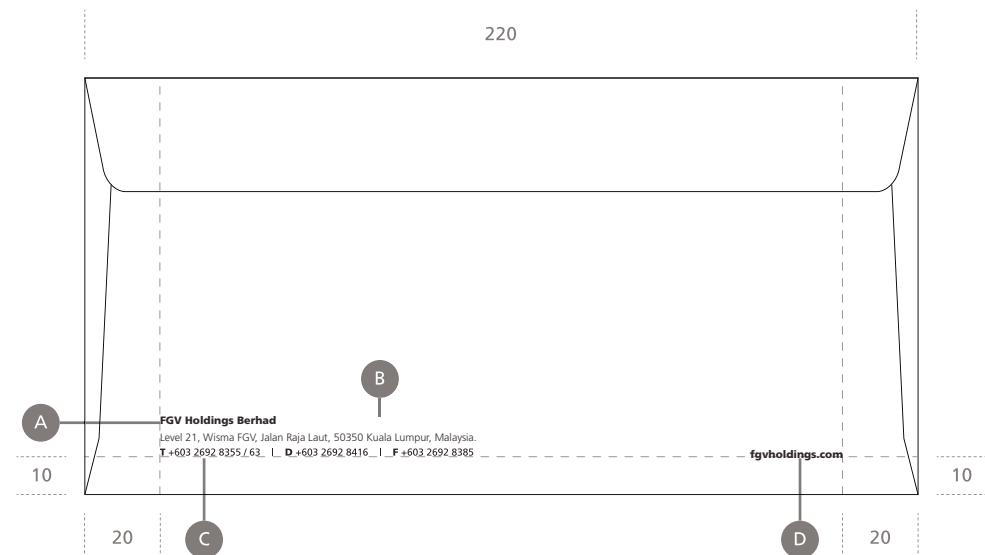 220
B
A
FGV Holdings Berhad
Level 21, Wisma FGV, Jalan Raja Laut, 50350 Kuala Lumpur, Malaysia.
T +603 2692 8355 / 63 | D +603 2692 8416 | F +603 2692 8385
fgvholdings.com
10
10
20
C
D
20